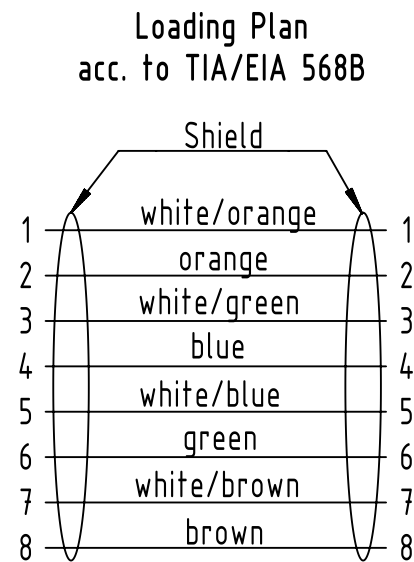 Loading Plan
acc. to TIA/EIA 568B
Shield
1 white/orange 1
2 orange 2
3 white/green 3
4 blue 4
5 white/blue 5
6 green 6
7 white/brown 7
8 brown 8